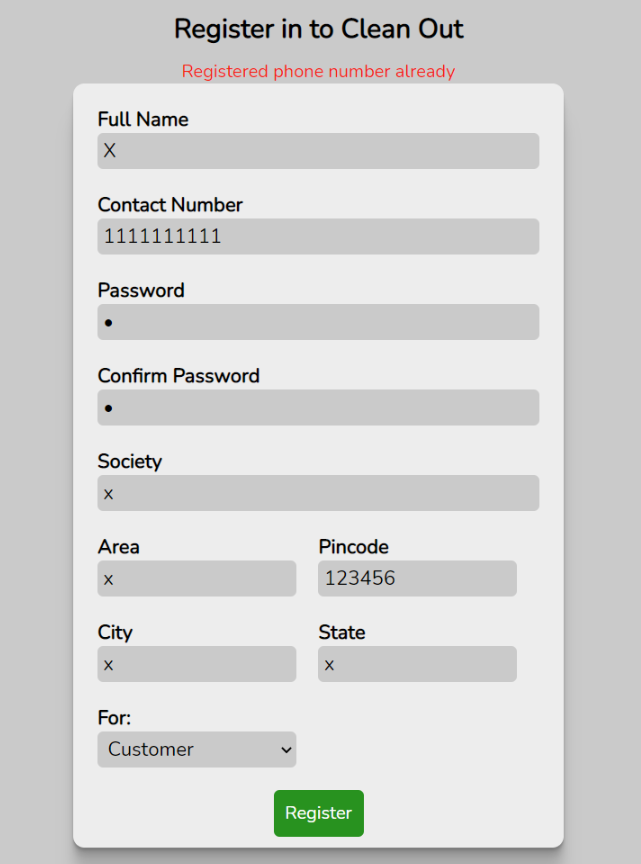 Register in to Clean Out
Registered phone number already
Full Name
X
Contact Number
1111111111
Password
•
Confirm Password
•
Society
x
Area Pincode
x 123456
City State
x x
For:
Customer
Register